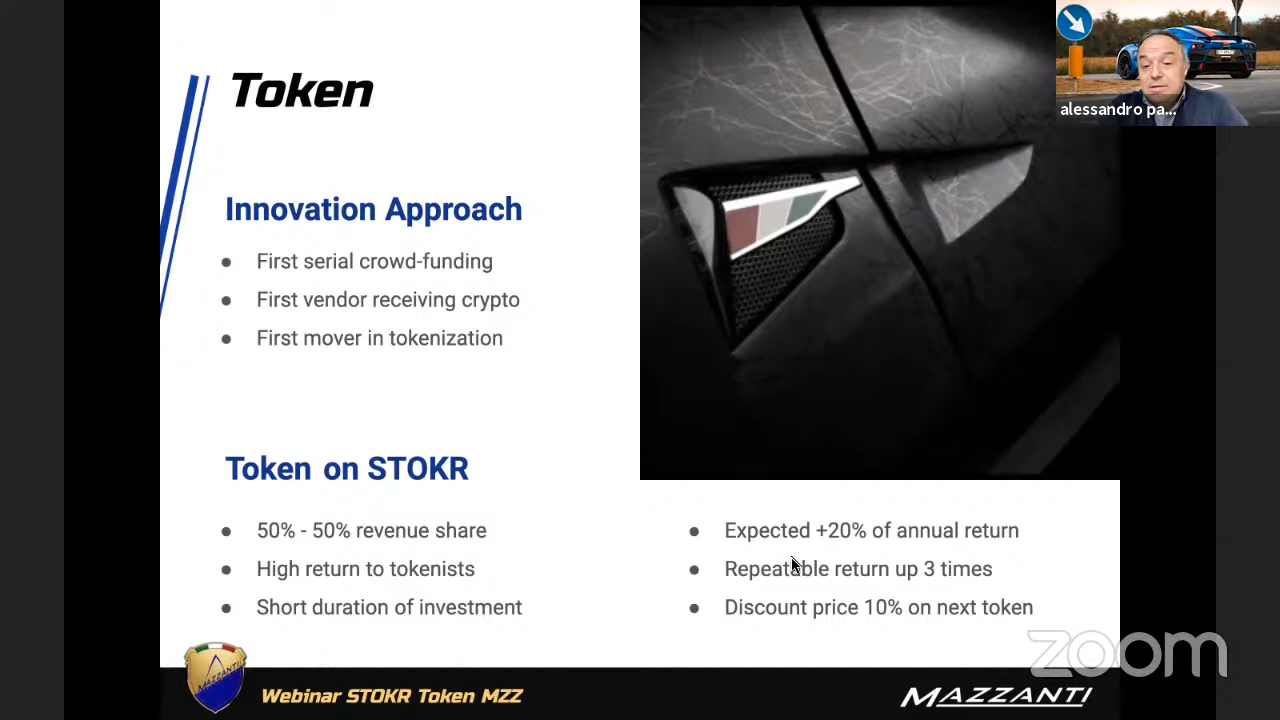 Token
Innovation Approach
First serial crowd-funding
First vendor receiving crypto
First mover in tokenization
Token on STOKR
50% - 50% revenue share
High return to tokenists
Short duration of investment
Expected +20% of annual return
Repeatable return up 3 times
Discount price 10% on next token
alessandro pa...
zoom
MAZZANTI
Webinar STOKR Token MZZ
MAZZANTI